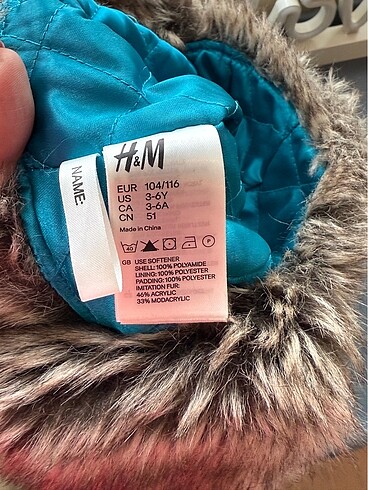 H&M
EUR 104/116
US 3-6Y
CA 3-6A
CN 51
Made in China
40
P
GB USE SOFTENER
SHELL: 100% POLYAMIDE
LINING: 100% POLYESTER
PADDING: 100% POLYESTER
IMITATION FUR:
46% ACRYLIC
33% MODACRYLIC
NAME: